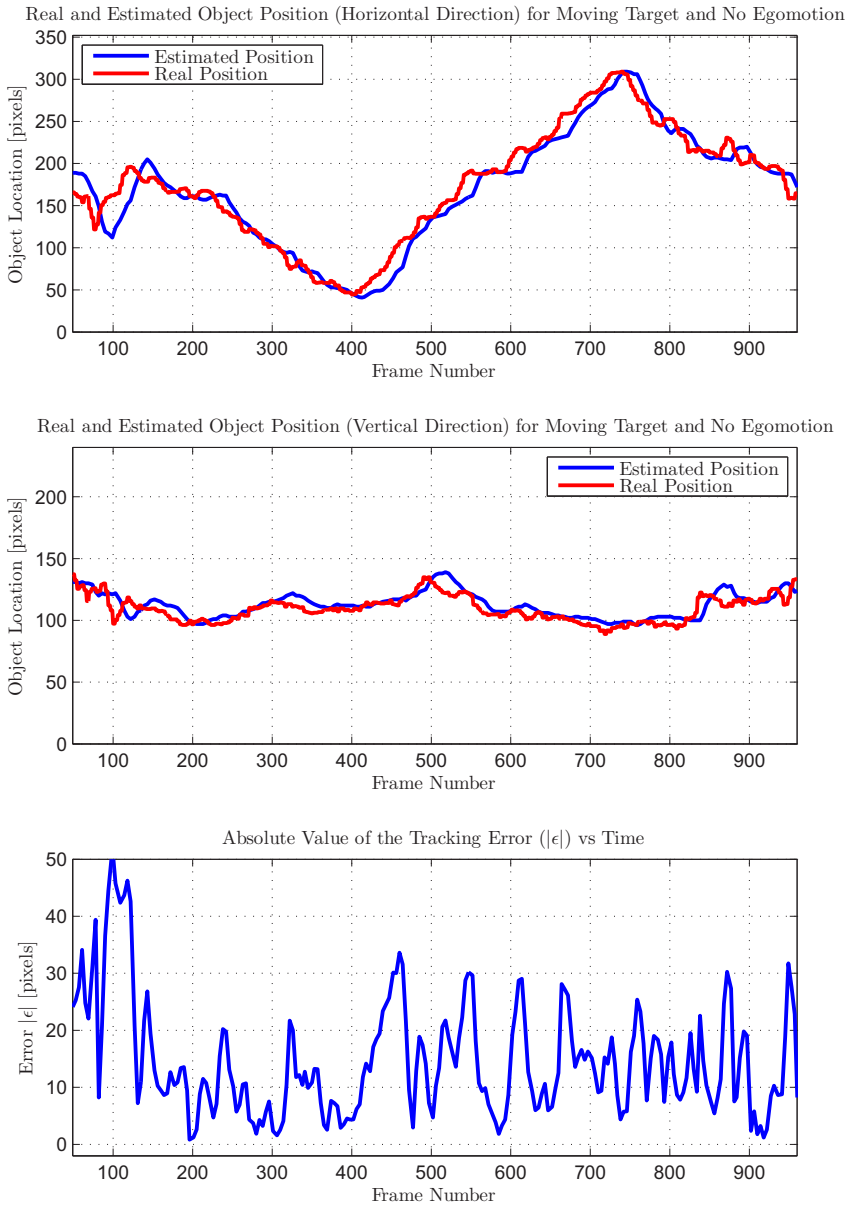 Real and Estimated Object Position (Horizontal Direction) for Moving Target and No Egomotion
350
300
250
200
150
100
50
0
Object Location [pixels]
Estimated Position
Real Position
100 200 300 400 500 600 700 800 900
Frame Number
Real and Estimated Object Position (Vertical Direction) for Moving Target and No Egomotion
200
150
100
50
0
Object Location [pixels]
Estimated Position
Real Position
100 200 300 400 500 600 700 800 900
Frame Number
Absolute Value of the Tracking Error (|ϵ|) vs Time
50
40
30
20
10
0
Error |ϵ| [pixels]
100 200 300 400 500 600 700 800 900
Frame Number